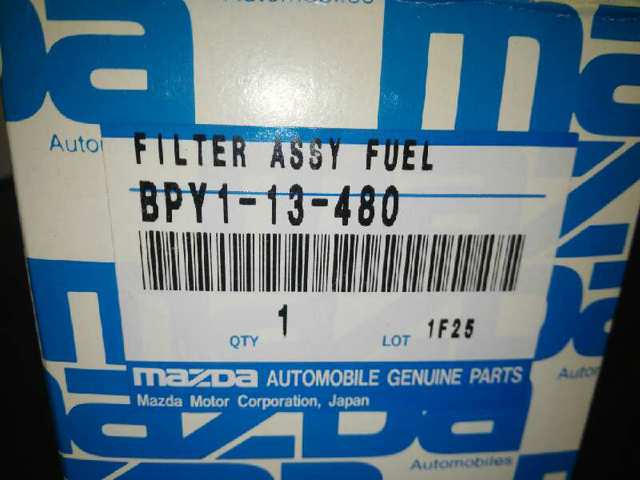 Automobiles
FILTER ASSY FUEL
BPY1-13-480
QTY 1 LOT 1F25
mazda AUTOMOBILE GENUINE PARTS
Mazda Motor Corporation, Japan
Automobiles